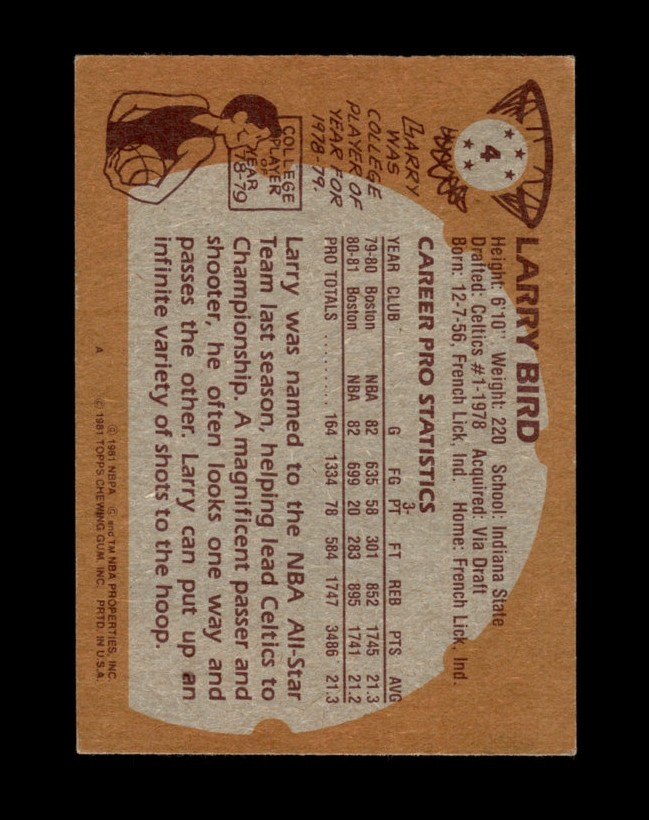 4
LARRY BIRD
Height: 6'10" Weight: 220 School: Indiana State
Drafted: Celtics #1-1978 Acquired: Via Draft
Born: 12-7-56, French Lick, Ind. Home: French Lick, Ind.
CAREER PRO STATISTICS
3-
YEAR CLUB G FG PT FT REB PTS AVG
79-80 Boston NBA 82 635 58 301 852 1745 21.3
80-81 Boston NBA 82 699 20 283 895 1741 21.2
PRO TOTALS .......... 164 1334 78 584 1747 3486 21.3
LARRY
WAS
COLLEGE
PLAYER OF
YEAR FOR
1978-79.
COLLEGE
PLAYER
OF
YEAR
78-79
Larry was named to the NBA All-Star
Team last season, helping lead Celtics to
Championship. A magnificent passer and
shooter, he often looks one way and
passes the other. Larry can put up an
infinite variety of shots to the hoop.
A
© 1981 NBPA and TM NBA PROPERTIES, INC.
© 1981 TOPPS CHEWING GUM, INC. PRTD. IN U.S.A.